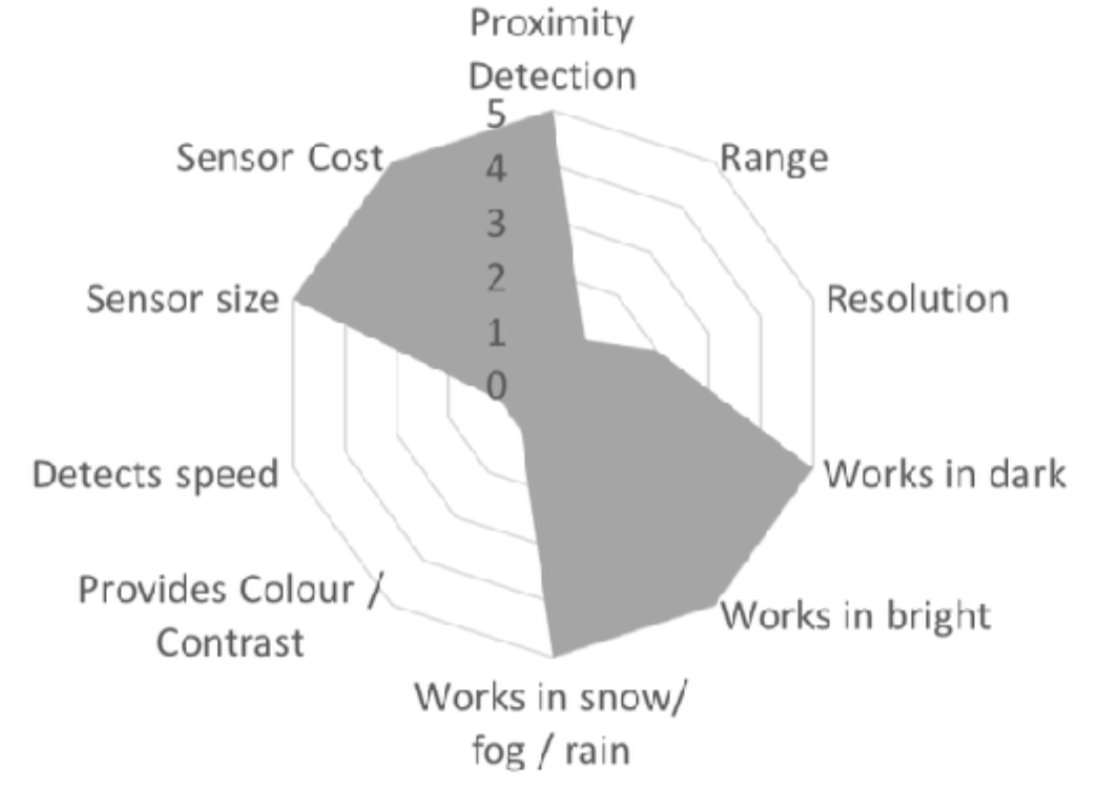 Proximity
Detection
5
Sensor Cost
4
Range
3
2
Sensor size
Resolution
1
0
Detects speed
Works in dark
Provides Colour /
Contrast
Works in bright
Works in snow/
fog / rain